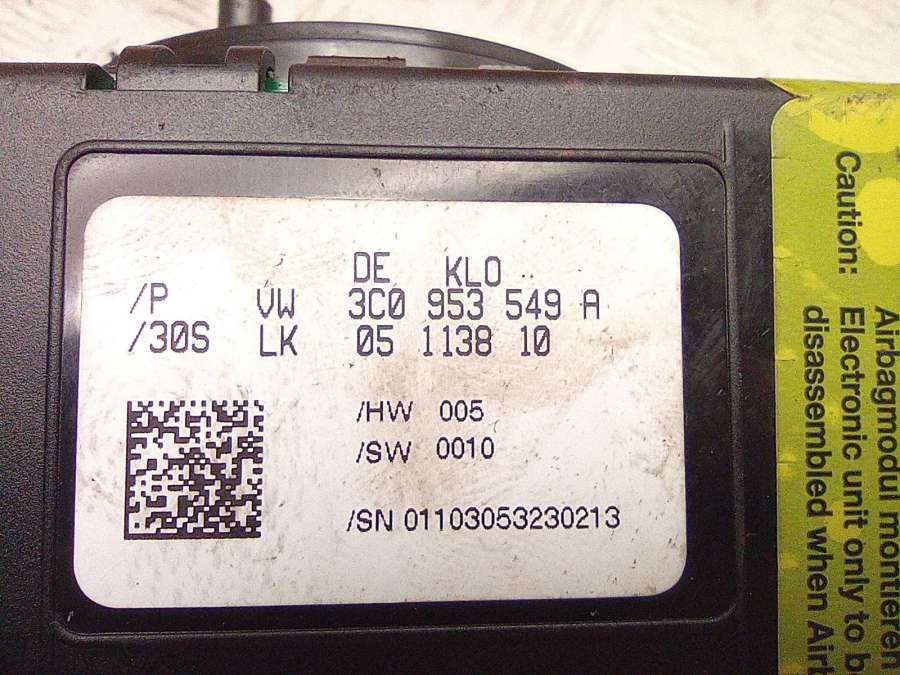 DE KLO
/P VW 3C0 953 549 A
/30S LK 05 1138 10
/HW 005
/SW 0010
/SN 01103053230213
Caution:
Electronic unit only to b
disassembled when Airb
Airbagmodul montieren